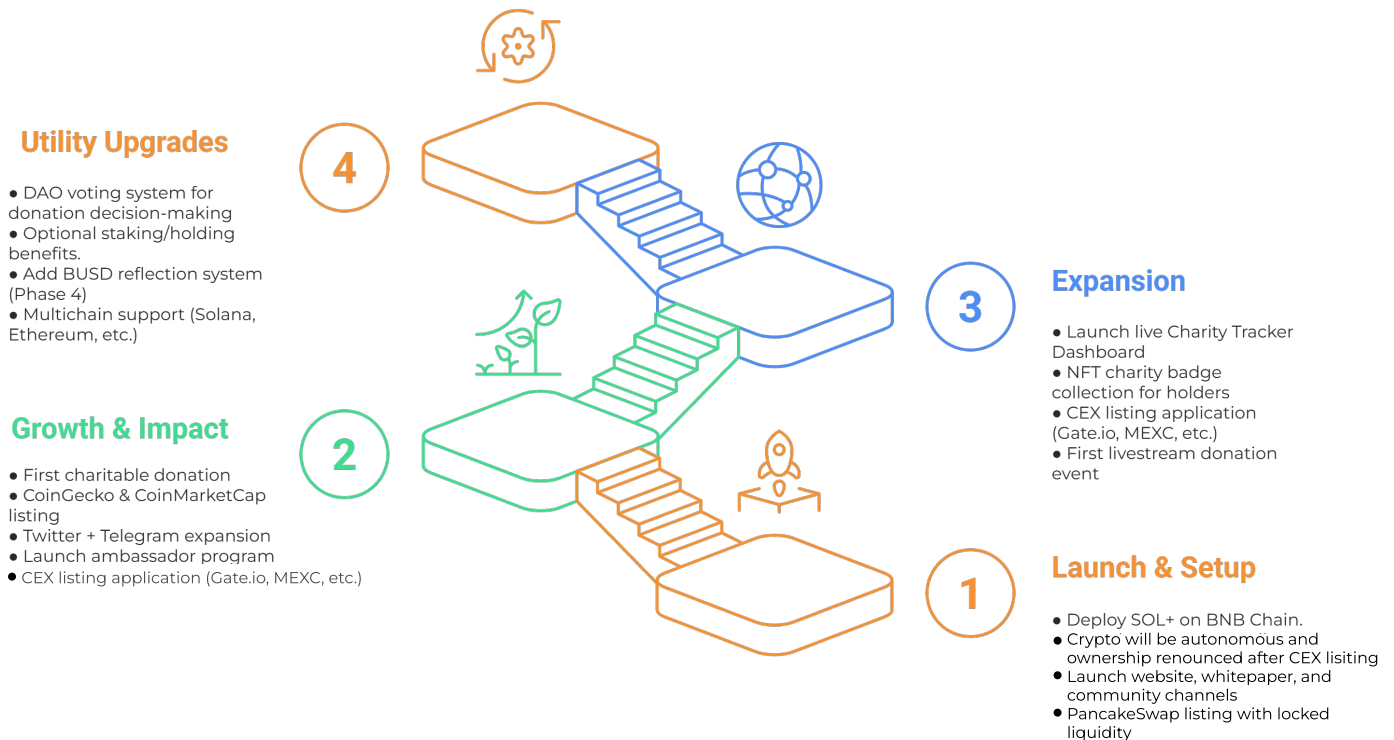 Utility Upgrades
4
● DAO voting system for
donation decision-making
● Optional staking/holding
benefits.
● Add BUSD reflection system
(Phase 4)
● Multichain support (Solana,
Ethereum, etc.)
3
Expansion
● Launch live Charity Tracker
Dashboard
● NFT charity badge
collection for holders
● CEX listing application
(Gate.io, MEXC, etc.)
● First livestream donation
event
Growth & Impact
2
● First charitable donation
● CoinGecko & CoinMarketCap
listing
● Twitter + Telegram expansion
● Launch ambassador program
● CEX listing application (Gate.io, MEXC, etc.)
1
Launch & Setup
● Deploy SOL+ on BNB Chain.
● Crypto will be autonomous and
ownership renounced after CEX lisiting
● Launch website, whitepaper, and
community channels
● PancakeSwap listing with locked
liquidity